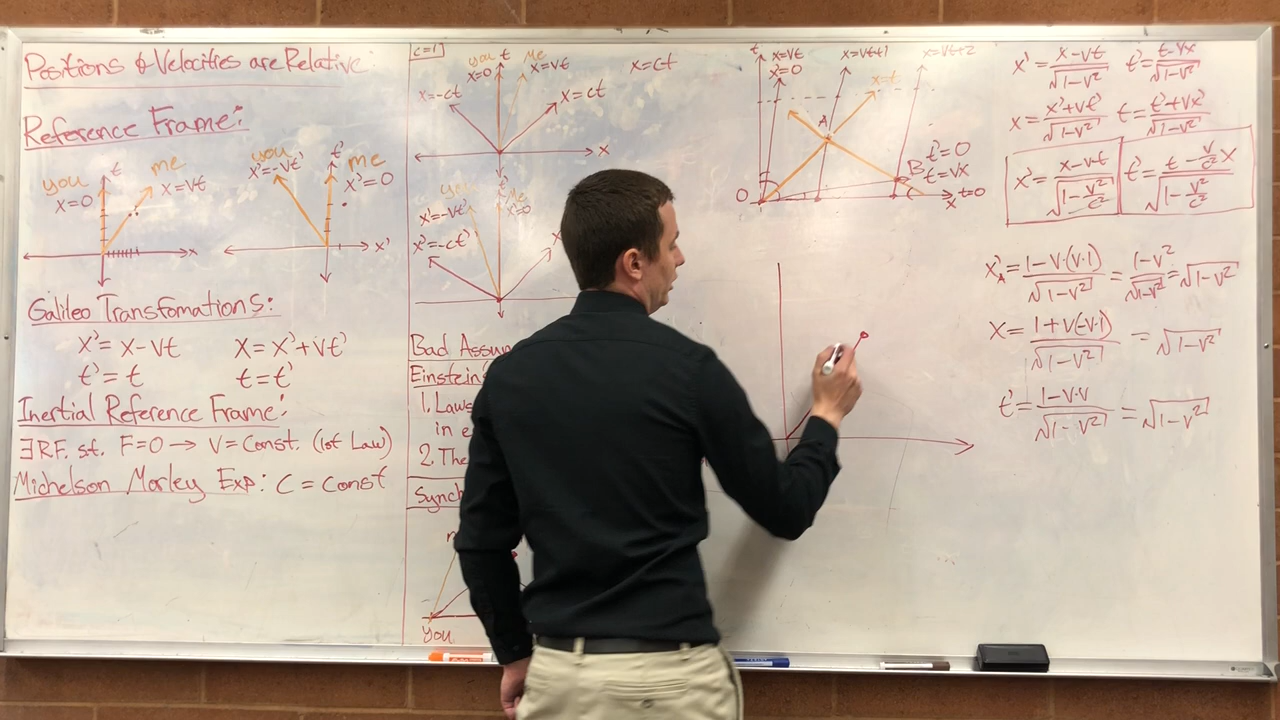 Positions & Velocities are Relative:
Reference Frame:
you
x=0
t
me
x=vt
x
you
x'=-vt'
t'
me
x'=0
x'
Galileo Transfomations:
x'=x-vt x=x'+vt'
t'=t t=t'
Inertial Reference Frame:
∃R.F. s.t. F=0 → V=Const. (1st Law)
Michelson Morley Exp: C = const
c=1
you t Me
x=0 x=vt x=ct
x=-ct x=ct
x
x'=-vt'
x'=0
x'=-ct'
Bad Assum
Einstein
1. Laws
in e
2. The
Synch
you
t x=vt x=vt+1 x=vt+2
x'=0
x=t
A
B t'=0
t=vx
O C x t=0
x'=(x-vt)/√(1-v²) t'=(t-vx)/√(1-v²)
x=(x'+vt')/√(1-v²) t=(t'+vx')/√(1-v²)
x'=(x-vt)/√(1-v²/c²) t'=(t-v/c² x)/√(1-v²/c²)
x'A=(1-v·(v·1))/√(1-v²)=(1-v²)/√(1-v²)=√(1-v²)
x=(1+v(-v·1))/√(1-v²) = √(1-v²)
t'=(1-v·v)/√(1-v²) = √(1-v²)